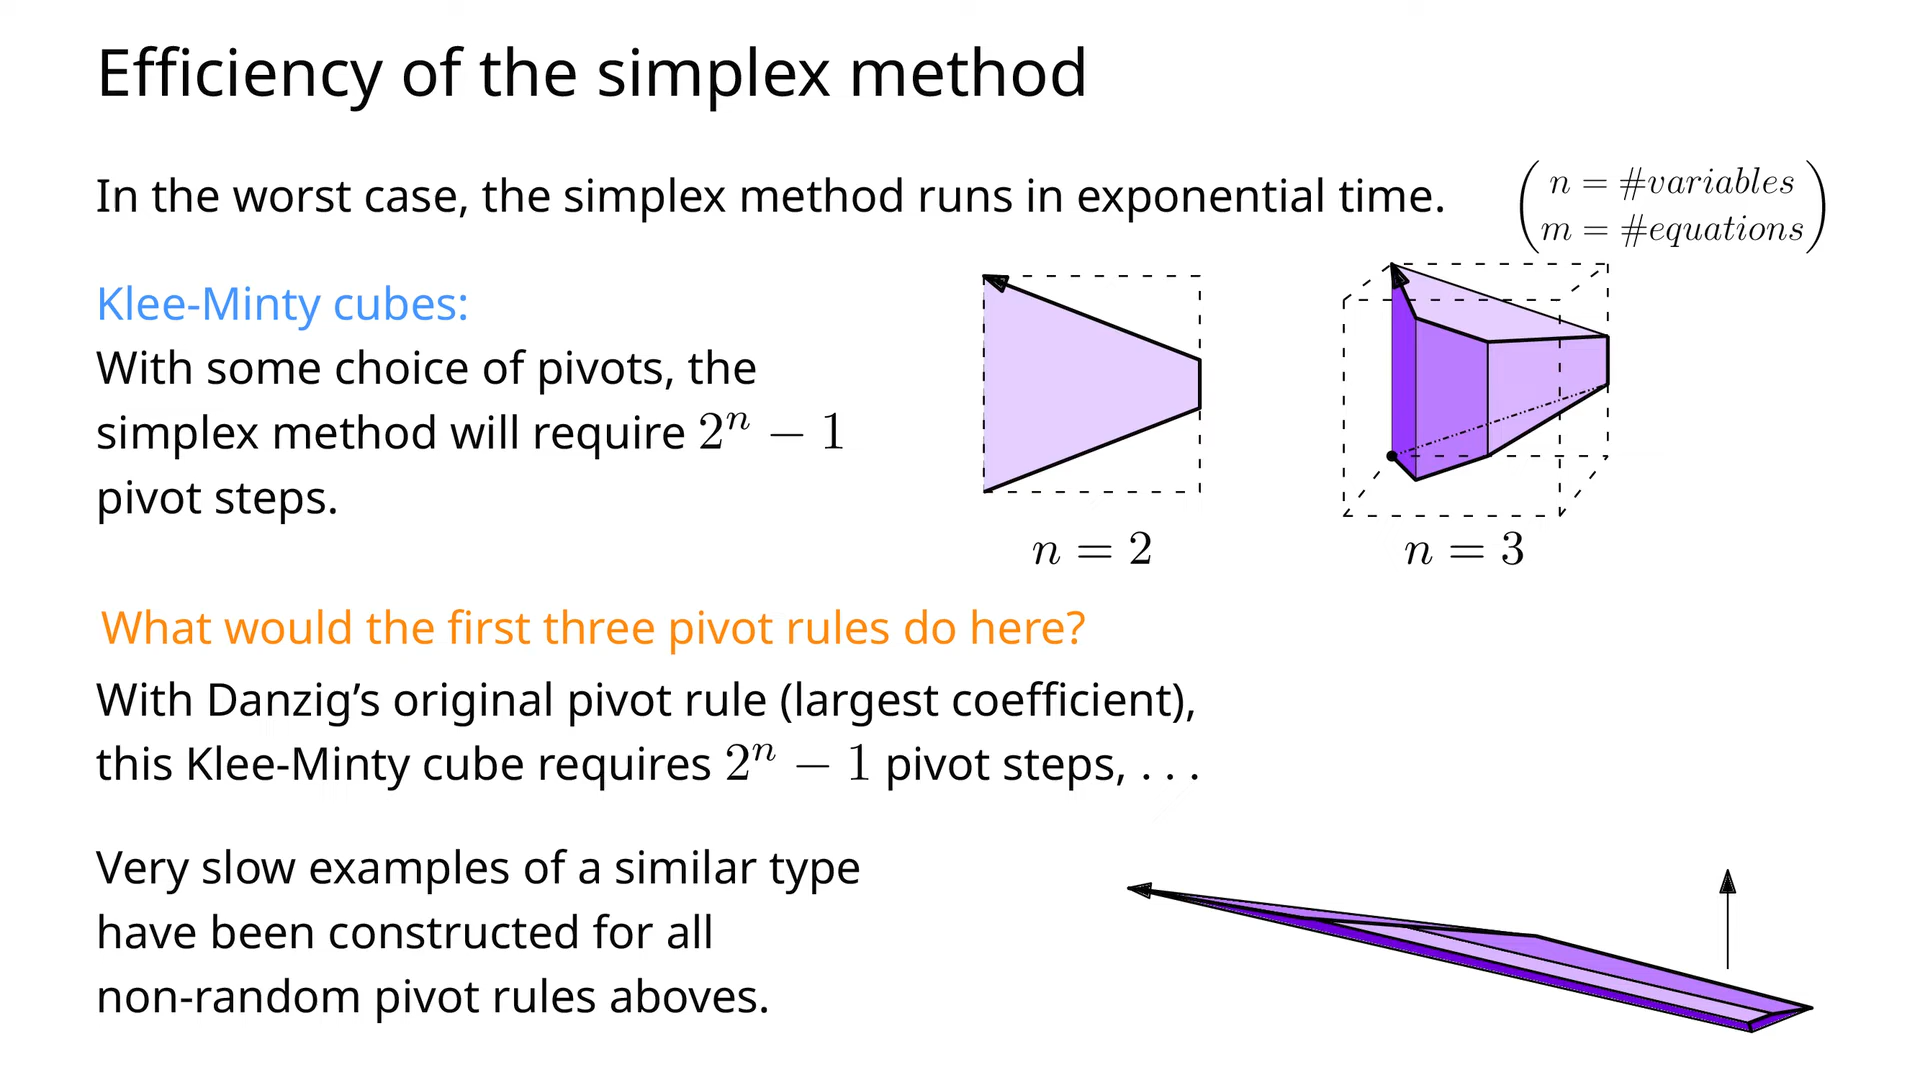 Efficiency of the simplex method
In the worst case, the simplex method runs in exponential time.
n = #variables
m = #equations
Klee-Minty cubes:
With some choice of pivots, the
simplex method will require 2ⁿ − 1
pivot steps.
n = 2
n = 3
What would the first three pivot rules do here?
With Danzig’s original pivot rule (largest coefficient),
this Klee-Minty cube requires 2ⁿ − 1 pivot steps, . . .
Very slow examples of a similar type
have been constructed for all
non-random pivot rules aboves.